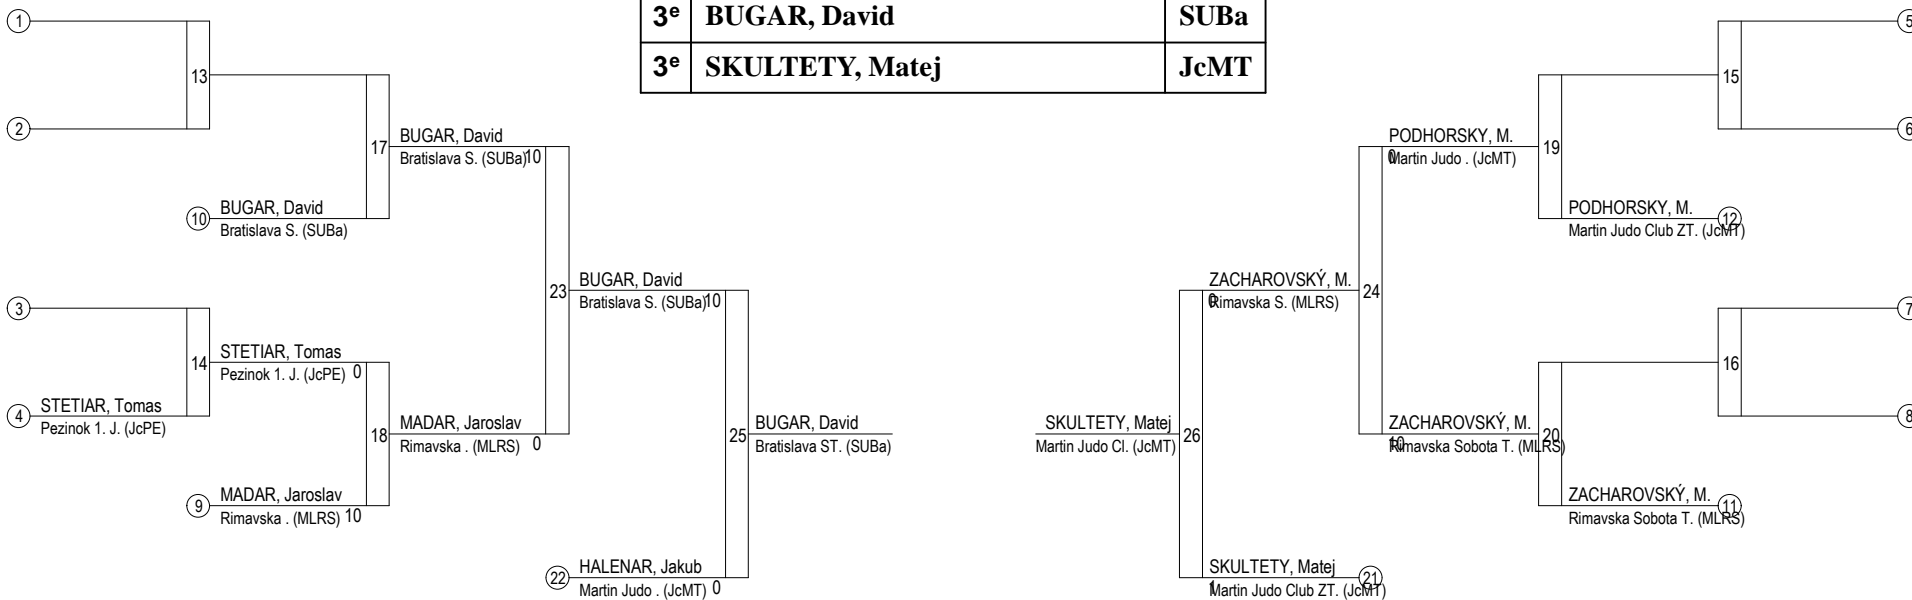 3e BUGAR, David SUBa
3e SKULTETY, Matej JcMT
1
13
2
17
BUGAR, David
Bratislava S. (SUBa) 10
10
BUGAR, David
Bratislava S. (SUBa)
3
14
STETIAR, Tomas
Pezinok 1. J. (JcPE) 0
4
STETIAR, Tomas
Pezinok 1. J. (JcPE)
18
MADAR, Jaroslav
Rimavska . (MLRS) 0
9
MADAR, Jaroslav
Rimavska . (MLRS) 10
23
BUGAR, David
Bratislava S. (SUBa) 10
25
BUGAR, David
Bratislava ST. (SUBa)
22
HALENAR, Jakub
Martin Judo . (JcMT) 0
5
15
6
PODHORSKY, M.
0
Martin Judo . (JcMT)
19
PODHORSKY, M.
Martin Judo Club ZT. (JcMT)
12
ZACHAROVSKÝ, M.
0
Rimavska S. (MLRS)
24
7
16
8
SKULTETY, Matej
Martin Judo Cl. (JcMT)
26
ZACHAROVSKÝ, M.
10
Rimavska Sobota T. (MLRS)
20
ZACHAROVSKÝ, M.
Rimavska Sobota T. (MLRS)
11
SKULTETY, Matej
1
Martin Judo Club ZT. (JcMT)
21